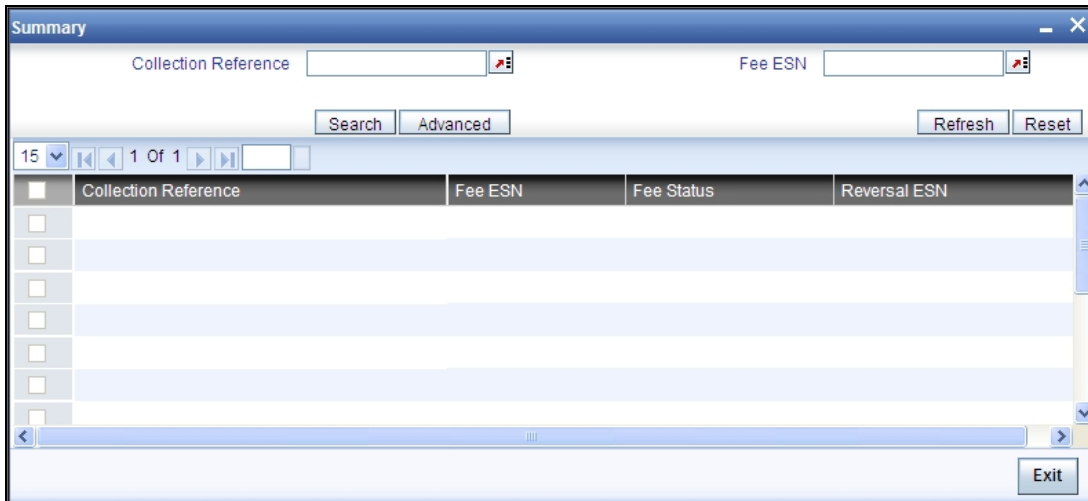 Summary
Collection Reference Fee ESN
Search Advanced Refresh Reset
15 1 Of 1
Collection Reference Fee ESN Fee Status Reversal ESN
Exit